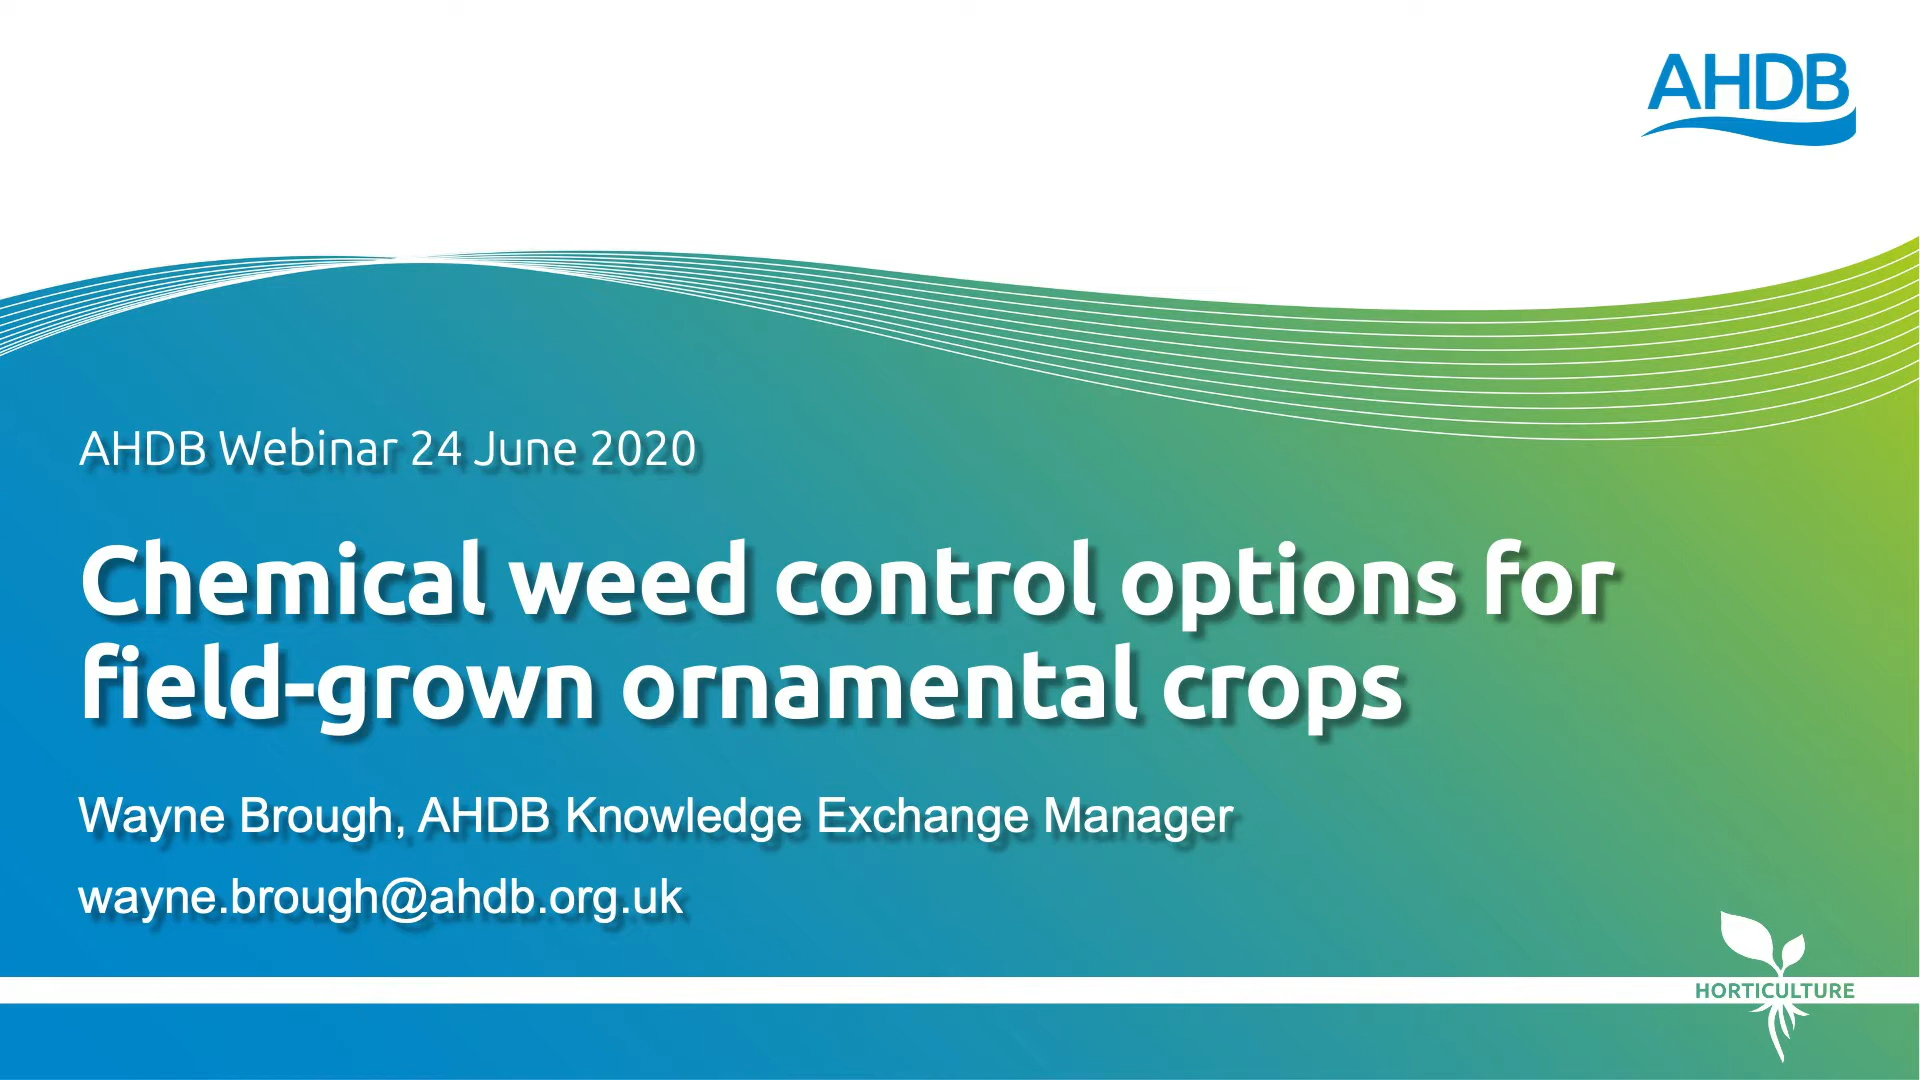 AHDB
AHDB Webinar 24 June 2020
Chemical weed control options for
field-grown ornamental crops
Wayne Brough, AHDB Knowledge Exchange Manager
wayne.brough@ahdb.org.uk
HORTICULTURE